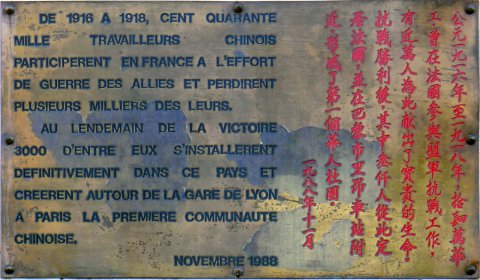 DE 1916 A 1918, CENT QUARANTE
MILLE TRAVAILLEURS CHINOIS
PARTICIPERENT EN FRANCE A L'EFFORT
DE GUERRE DES ALLIES ET PERDIRENT
PLUSIEURS MILLIERS DES LEURS.
AU LENDEMAIN DE LA VICTOIRE
3000 D'ENTRE EUX S'INSTALLERENT
DEFINITIVEMENT DANS CE PAYS ET
CREERENT AUTOUR DE LA GARE DE LYON
A PARIS LA PREMIERE COMMUNAUTE
CHINOISE.
NOVEMBRE 1988
公元一九一六年至一九一八年，拾肆萬華
工曾在法國參與盟軍抗戰工作，
有近萬人為此献出了寶貴的生命。
抗戰勝利後，其中叁仟人從此定
居法國，並在巴黎市里昂車站附
近成了第一個華人社團
一九八八年十一月